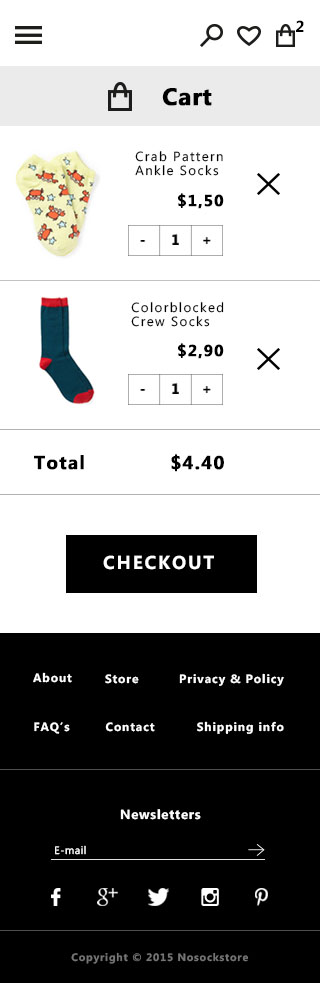 2
Cart
Crab Pattern
Ankle Socks
$1,50
- 1 +
Colorblocked
Crew Socks
$2,90
- 1 +
Total $4.40
CHECKOUT
About Store Privacy & Policy
FAQ's Contact Shipping info
Newsletters
E-mail
Copyright © 2015 Nosockstore